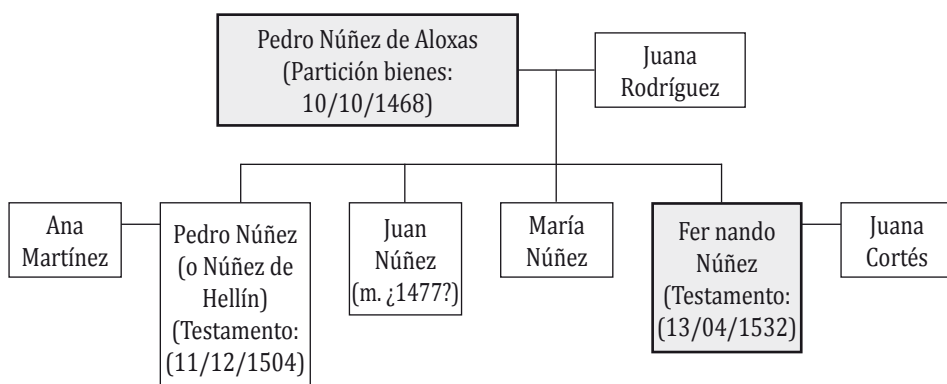 Pedro Núñez de Aloxas
(Partición bienes:
10/10/1468)
Juana
Rodríguez
Ana
Martínez
Pedro Núñez
(o Núñez de
Hellín)
(Testamento:
(11/12/1504)
Juan
Núñez
(m. ¿1477?)
María
Núñez
Fer nando
Núñez
(Testamento:
(13/04/1532)
Juana
Cortés